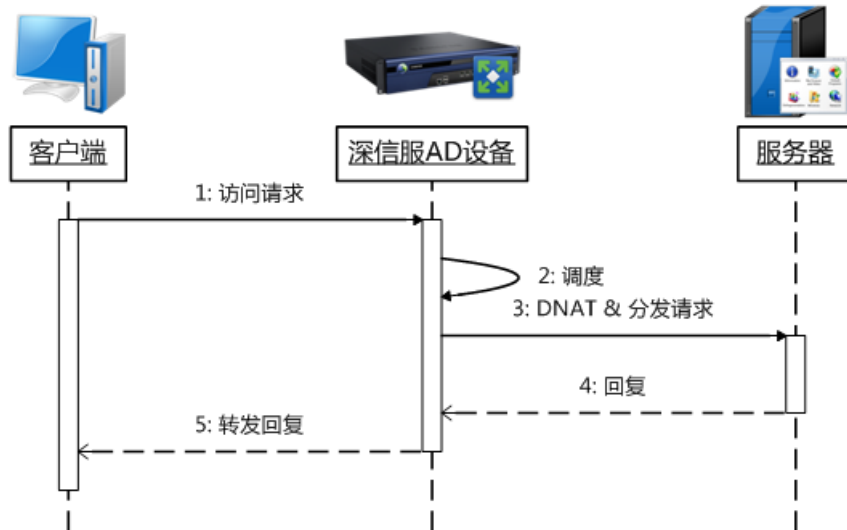 客户端
深信服AD设备
服务器
1: 访问请求
2: 调度
3: DNAT & 分发请求
4: 回复
5: 转发回复